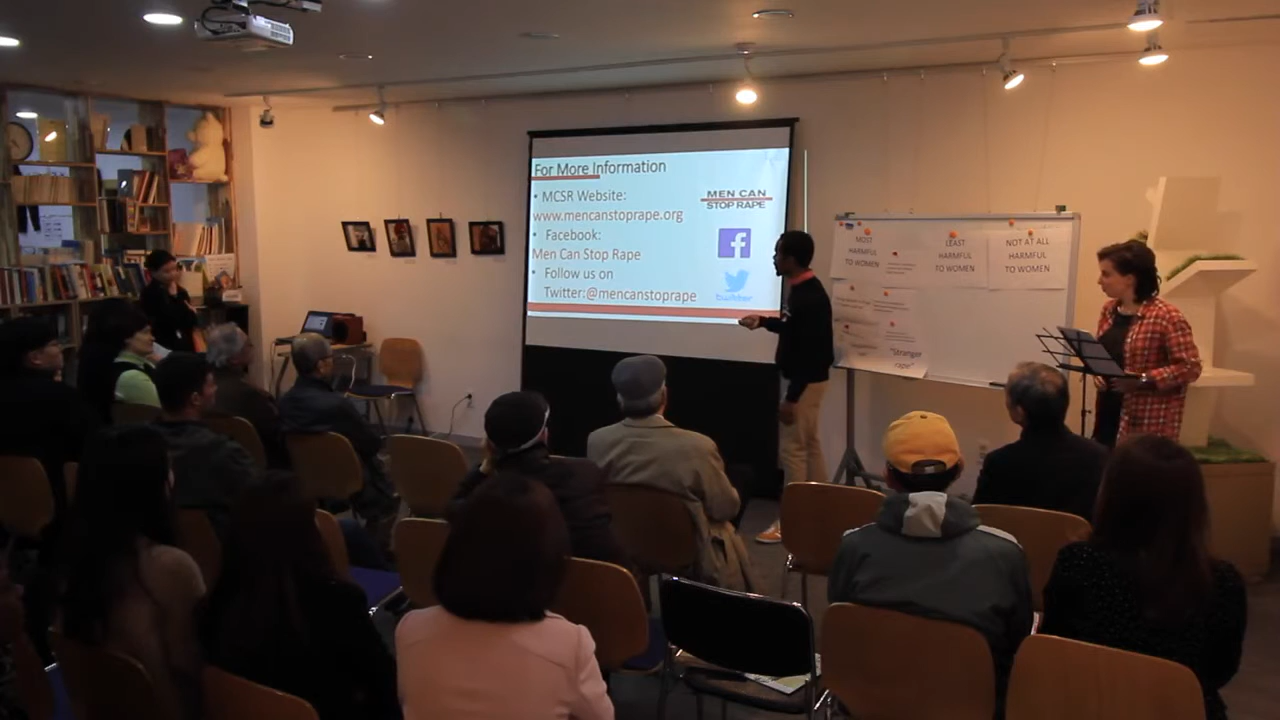 For More Information
• MCSR Website:
www.mencanstoprape.org
• Facebook:
Men Can Stop Rape
• Follow us on
Twitter:@mencanstoprape
MEN CAN
STOP RAPE
f
twitter
MOST
HARMFUL
TO WOMEN
LEAST
HARMFUL
TO WOMEN
NOT AT ALL
HARMFUL
TO WOMEN
"Stranger
rape"